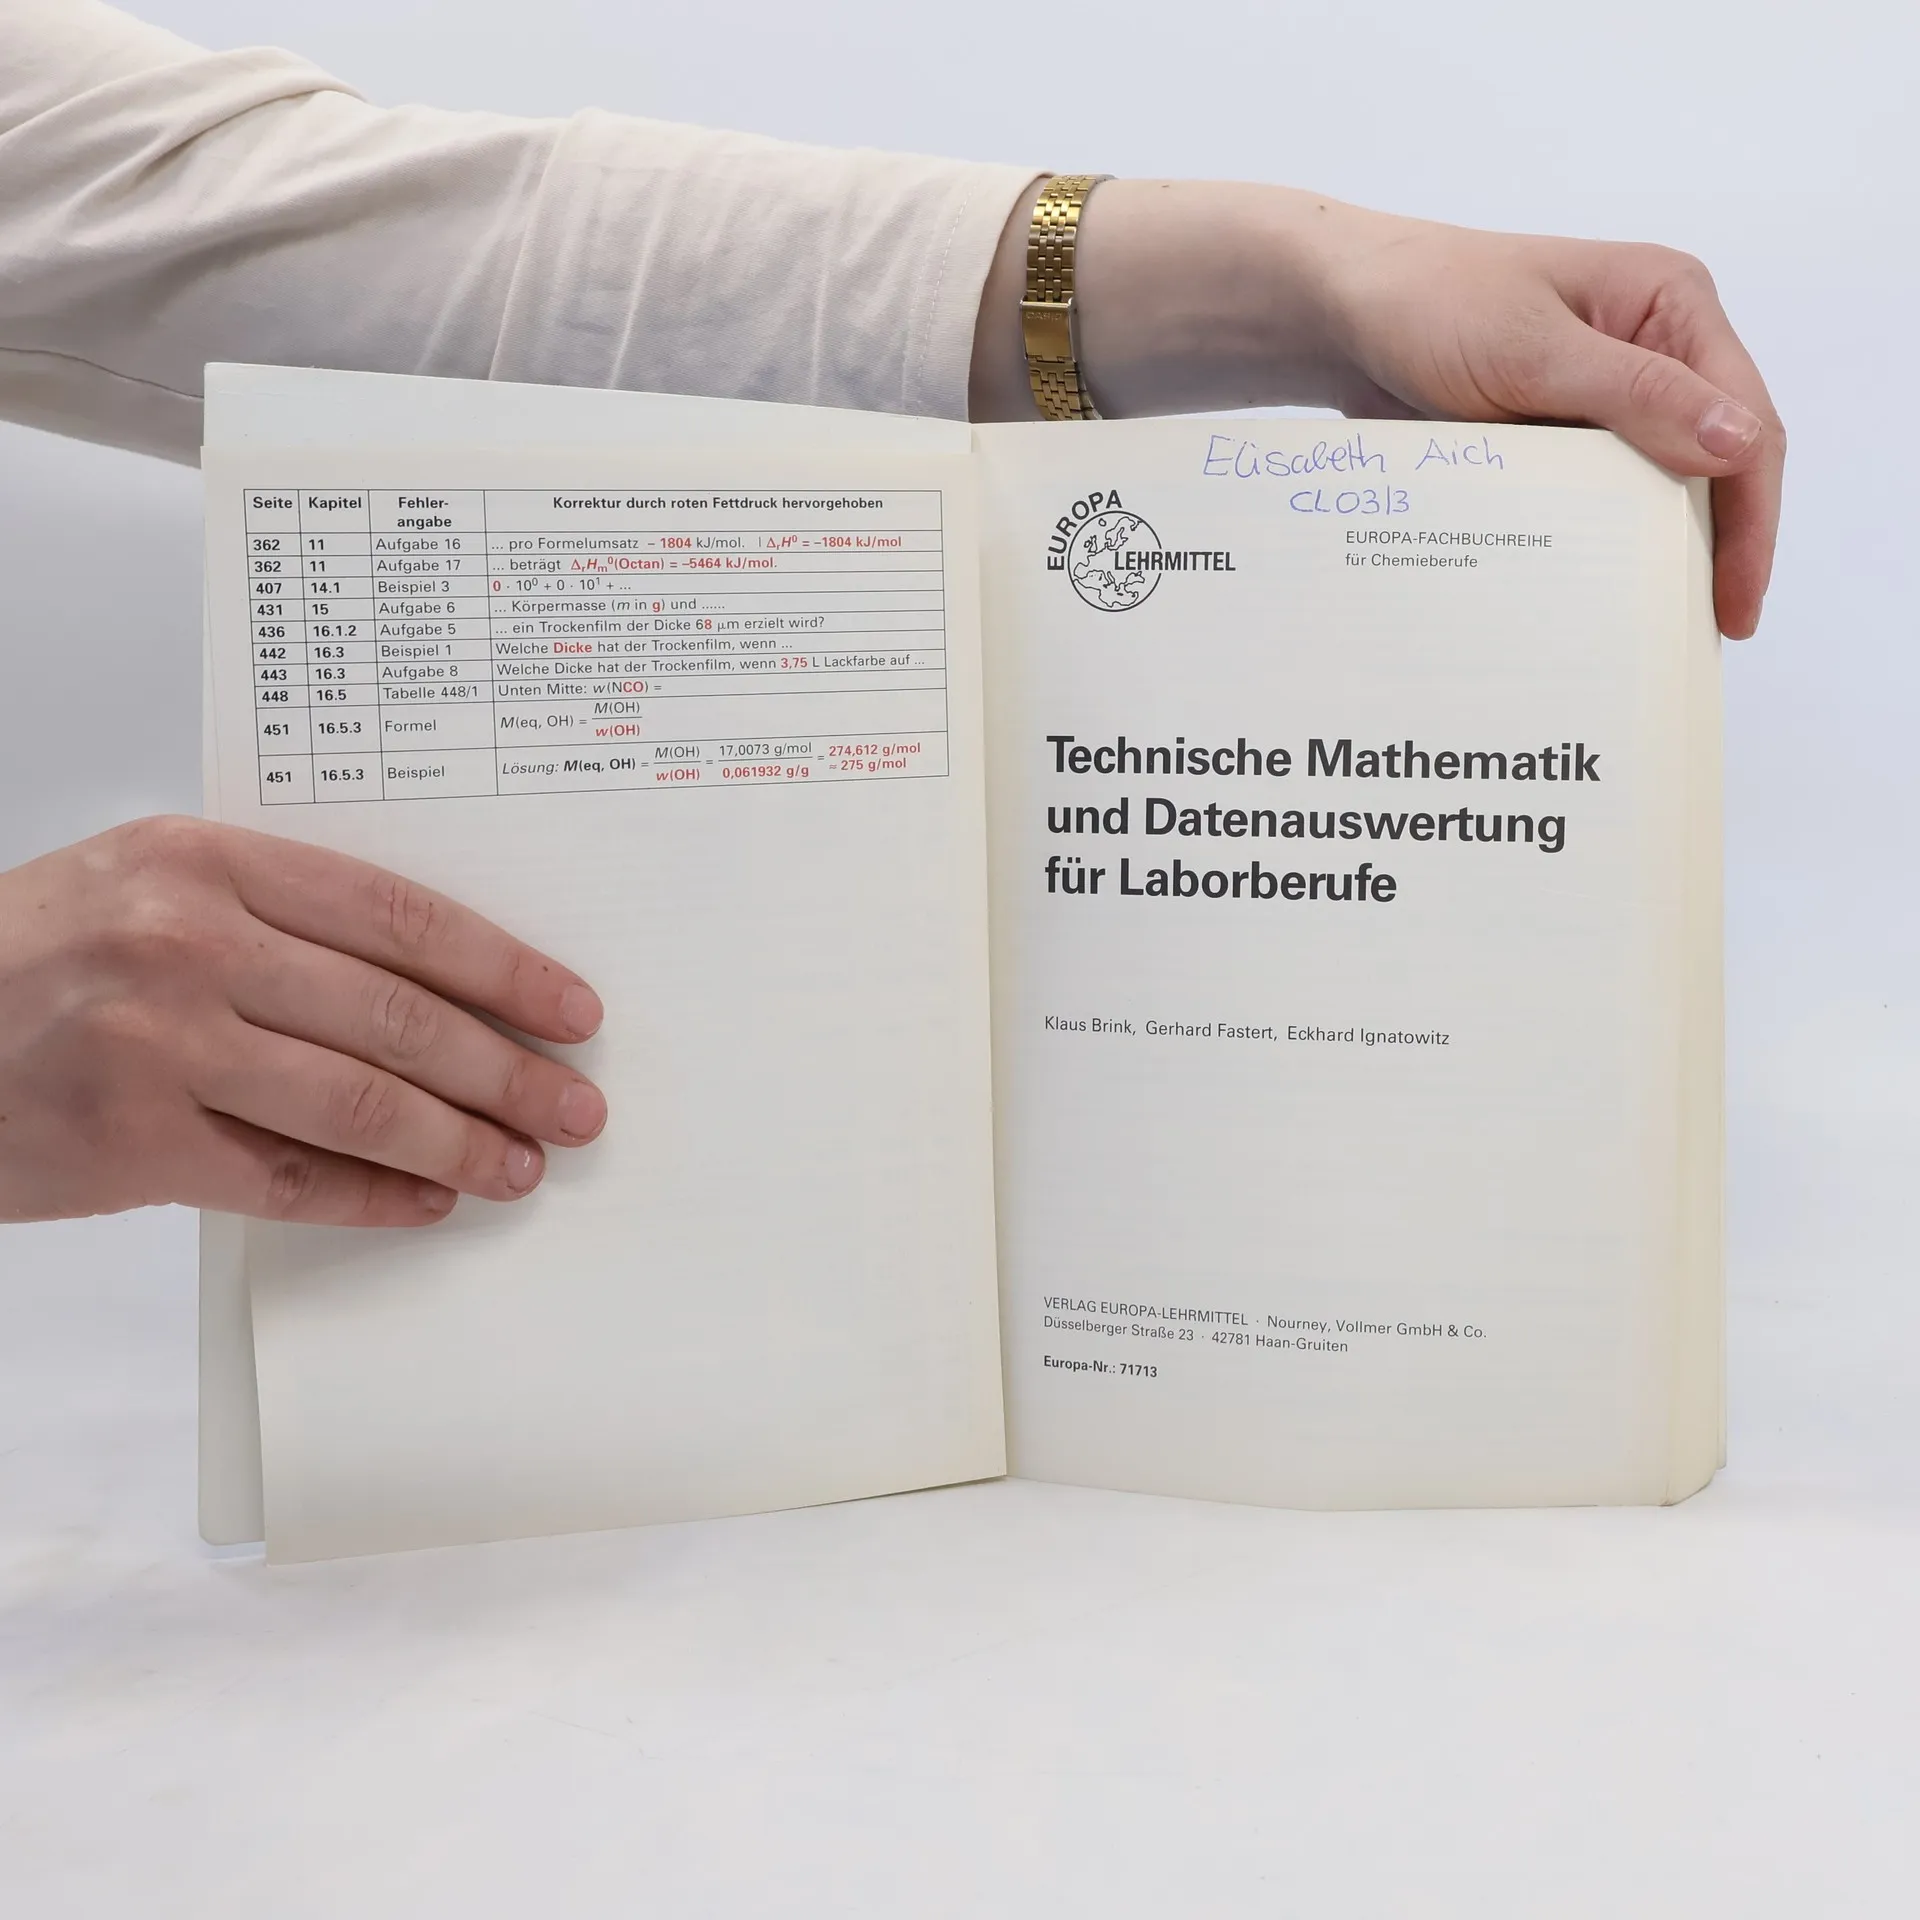 CASIO
Seite Kapitel Fehler-angabe Korrektur durch roten Fettdruck hervorgehoben
362 11 Aufgabe 16 ... pro Formelumsatz – 1804 kJ/mol. | ΔᵣH⁰ = –1804 kJ/mol
362 11 Aufgabe 17 ... beträgt ΔᵣHₘ⁰(Octan) = –5464 kJ/mol.
407 14.1 Beispiel 3 0 · 10⁰ + 0 · 10¹ + ...
431 15 Aufgabe 6 ... Körpermasse (m in g) und ......
436 16.1.2 Aufgabe 5 ... ein Trockenfilm der Dicke 68 µm erzielt wird?
442 16.3 Beispiel 1 Welche Dicke hat der Trockenfilm, wenn ...
443 16.3 Aufgabe 8 Welche Dicke hat der Trockenfilm, wenn 3,75 L Lackfarbe auf ...
448 16.5 Tabelle 448/1 Unten Mitte: w(NCO) =
451 16.5.3 Formel M(eq, OH) = M(OH) / w(OH)
451 16.5.3 Beispiel Lösung: M(eq, OH) = M(OH) / w(OH) = 17,0073 g/mol / 0,061932 g/g = 274,612 g/mol ≈ 275 g/mol
Elisabeth Aich
CL03/3
EUROPA
LEHRMITTEL
EUROPA-FACHBUCHREIHE
für Chemieberufe
Technische Mathematik
und Datenauswertung
für Laborberufe
Klaus Brink, Gerhard Fastert, Eckhard Ignatowitz
VERLAG EUROPA-LEHRMITTEL · Nourney, Vollmer GmbH & Co.
Düsselberger Straße 23 · 42781 Haan-Gruiten
Europa-Nr.: 71713